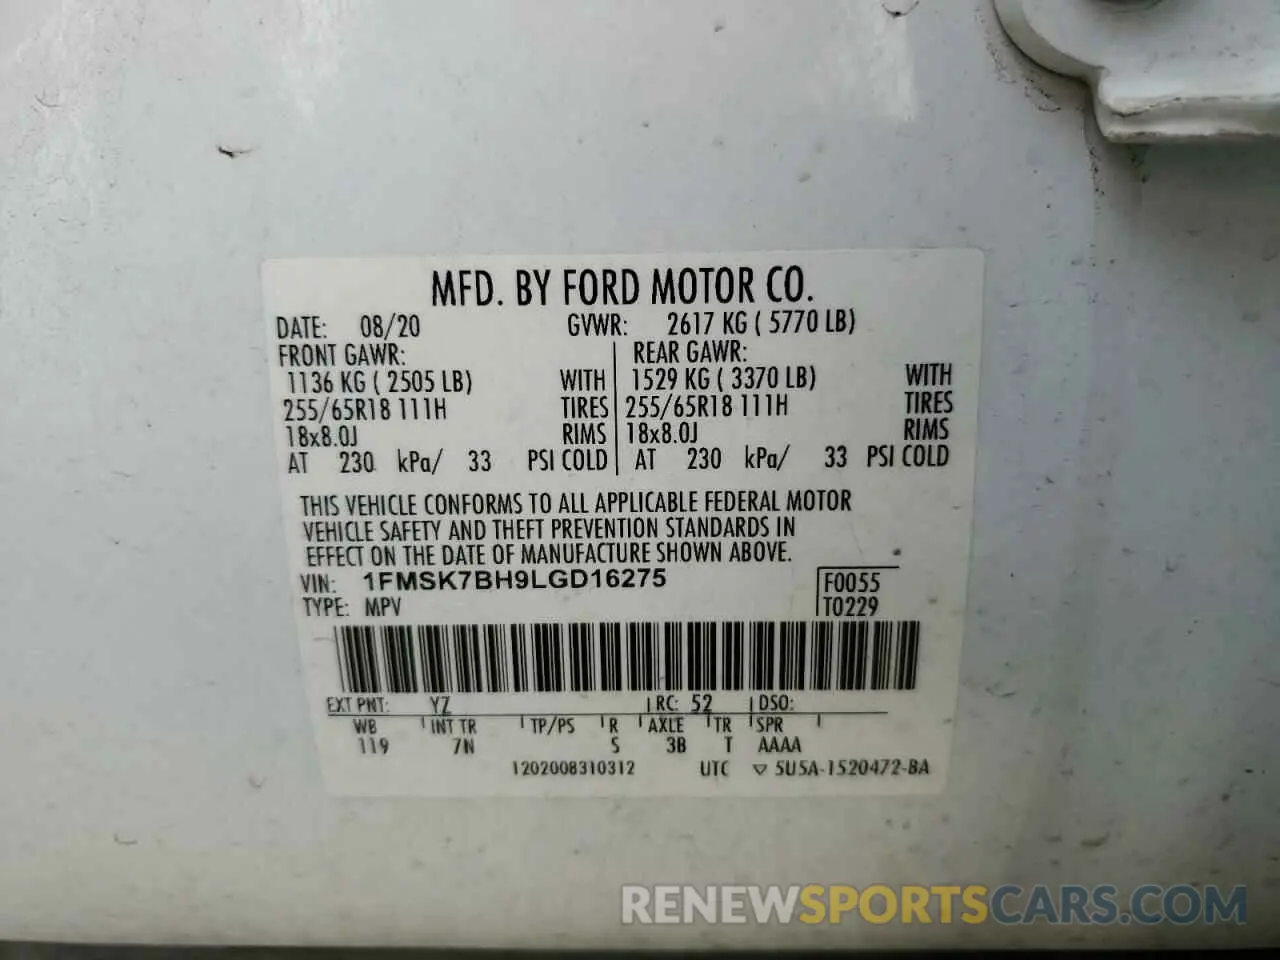 MFD. BY FORD MOTOR CO.
DATE: 08/20 GVWR: 2617 KG ( 5770 LB)
FRONT GAWR: REAR GAWR:
1136 KG ( 2505 LB) WITH 1529 KG ( 3370 LB) WITH
255/65R18 111H TIRES 255/65R18 111H TIRES
18x8.0J RIMS 18x8.0J RIMS
AT 230 kPa/ 33 PSI COLD AT 230 kPa/ 33 PSI COLD
THIS VEHICLE CONFORMS TO ALL APPLICABLE FEDERAL MOTOR
VEHICLE SAFETY AND THEFT PREVENTION STANDARDS IN
EFFECT ON THE DATE OF MANUFACTURE SHOWN ABOVE.
VIN: 1FMSK7BH9LGD16275 F0055
TYPE: MPV T0229
EXT PNT: YZ RC: 52 DSO:
WB INT TR TP/PS R AXLE TR SPR
119 7N S 3B T AAAA
1202008310312 UTC ▽ 5U5A-1520472-BA
RENEWSPORTSCARS.COM